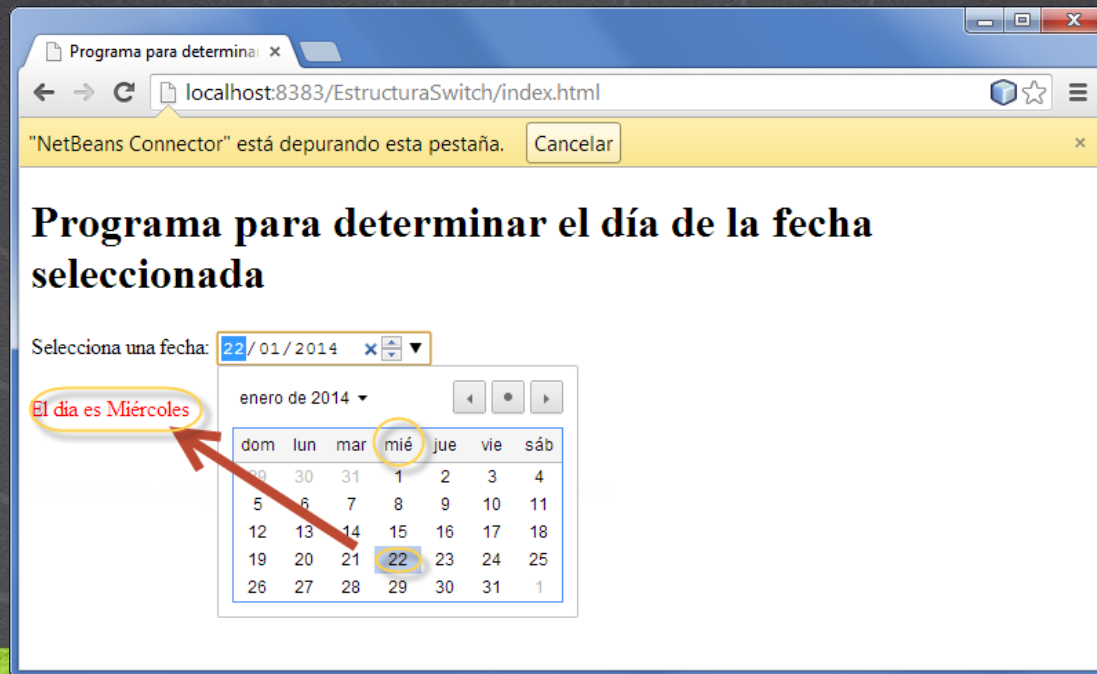 Programa para determina
localhost:8383/EstructuraSwitch/index.html
"NetBeans Connector" está depurando esta pestaña. Cancelar
Programa para determinar el día de la fecha
seleccionada
Selecciona una fecha: 22/01/2014
enero de 2014
El día es Miércoles
dom lun mar mié jue vie sáb
29 30 31 1 2 3 4
5 6 7 8 9 10 11
12 13 14 15 16 17 18
19 20 21 22 23 24 25
26 27 28 29 30 31 1